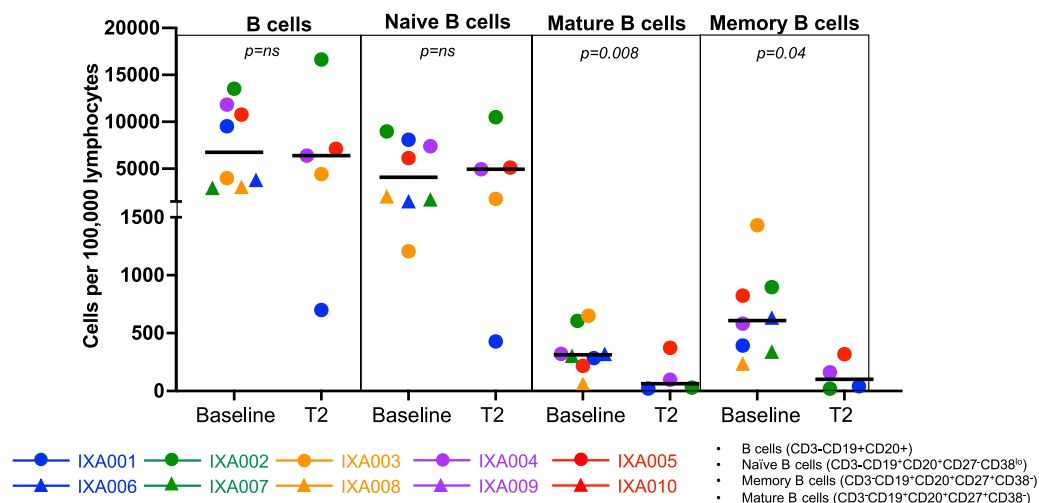 B cells
Naive B cells
Mature B cells
Memory B cells
p=ns
p=ns
p=0.008
p=0.04
Cells per 100,000 lymphocytes
20000
15000
10000
5000
1500
1000
500
0
Baseline T2 Baseline T2 Baseline T2 Baseline T2
IXA001 IXA002 IXA003 IXA004 IXA005
IXA006 IXA007 IXA008 IXA009 IXA010
• B cells (CD3-CD19+CD20+)
• Naïve B cells (CD3-CD19⁺CD20⁺CD27⁻CD38ˡᵒ)
• Memory B cells (CD3⁻CD19⁺CD20⁺CD27⁺CD38-)
• Mature B cells (CD3⁻CD19⁺CD20⁺CD27⁺CD38-)